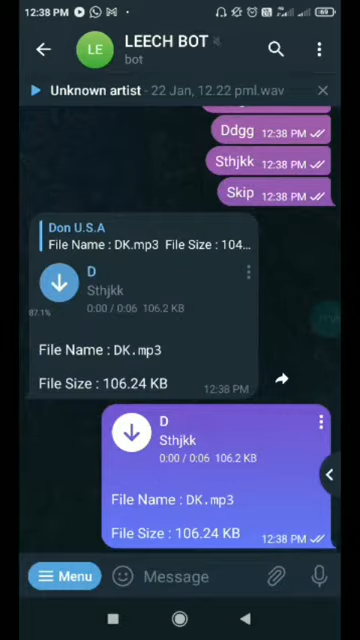 12:38 PM
69
LE
LEECH BOT
bot
Unknown artist - 22 Jan, 12.22 pml.wav
Ddgg 12:38 PM
Sthjkk 12:38 PM
Skip 12:38 PM
Don U.S.A
File Name : DK.mp3 File Size : 104...
D
Sthjkk
0:00 / 0:06 106.2 KB
87.1%
File Name : DK.mp3
File Size : 106.24 KB
12:38 PM
D
Sthjkk
0:00 / 0:06 106.2 KB
File Name : DK.mp3
File Size : 106.24 KB
12:38 PM
Menu
Message